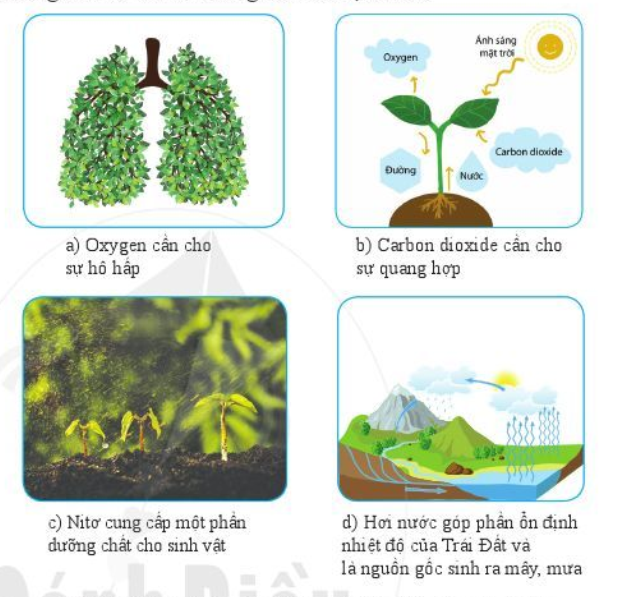 Oxygen
Ánh sáng
mặt trời
Carbon dioxide
Đường
Nước
a) Oxygen cần cho
sự hô hấp
b) Carbon dioxide cần cho
sự quang hợp
c) Nitơ cung cấp một phần
dưỡng chất cho sinh vật
d) Hơi nước góp phần ổn định
nhiệt độ của Trái Đất và
là nguồn gốc sinh ra mây, mưa